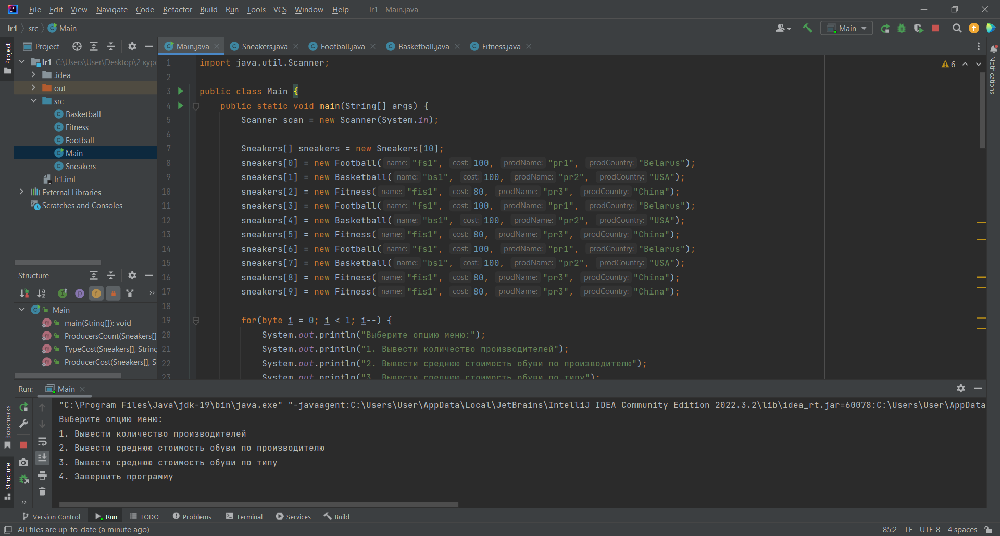 File Edit View Navigate Code Refactor Build Run Tools VCS Window Help lr1 - Main.java
lr1 src Main
Main
Project
Project
Main.java Sneakers.java Football.java Basketball.java Fitness.java
Notifications
lr1 C:\Users\User\Desktop\2 курс
.idea
out
src
Basketball
Fitness
Football
Main
Sneakers
lr1.iml
External Libraries
Scratches and Consoles
Structure
Main
main(String[]): void
ProducersCount(Sneakers[]
TypeCost(Sneakers[], String
ProducerCost(Sneakers[], St
6
1 import java.util.Scanner;
2
3 public class Main {
4 public static void main(String[] args) {
5 Scanner scan = new Scanner(System.in);
6
7 Sneakers[] sneakers = new Sneakers[10];
8 sneakers[0] = new Football( name: "fs1", cost: 100, prodName: "pr1", prodCountry: "Belarus");
9 sneakers[1] = new Basketball( name: "bs1", cost: 100, prodName: "pr2", prodCountry: "USA");
10 sneakers[2] = new Fitness( name: "fis1", cost: 80, prodName: "pr3", prodCountry: "China");
11 sneakers[3] = new Football( name: "fs1", cost: 100, prodName: "pr1", prodCountry: "Belarus");
12 sneakers[4] = new Basketball( name: "bs1", cost: 100, prodName: "pr2", prodCountry: "USA");
13 sneakers[5] = new Fitness( name: "fis1", cost: 80, prodName: "pr3", prodCountry: "China");
14 sneakers[6] = new Football( name: "fs1", cost: 100, prodName: "pr1", prodCountry: "Belarus");
15 sneakers[7] = new Basketball( name: "bs1", cost: 100, prodName: "pr2", prodCountry: "USA");
16 sneakers[8] = new Fitness( name: "fis1", cost: 80, prodName: "pr3", prodCountry: "China");
17 sneakers[9] = new Fitness( name: "fis1", cost: 80, prodName: "pr3", prodCountry: "China");
18
19 for(byte i = 0; i < 1; i--) {
20 System.out.println("Выберите опцию меню:");
21 System.out.println("1. Вывести количество производителей");
22 System.out.println("2. Вывести среднюю стоимость обуви по производителю");
23 System.out.println("3. Вывести среднюю стоимость обуви по типу");
Run: Main
Bookmarks
Structure
"C:\Program Files\Java\jdk-19\bin\java.exe" "-javaagent:C:\Users\User\AppData\Local\JetBrains\IntelliJ IDEA Community Edition 2022.3.2\lib\idea_rt.jar=60078:C:\Users\User\AppData
Выберите опцию меню:
1. Вывести количество производителей
2. Вывести среднюю стоимость обуви по производителю
3. Вывести среднюю стоимость обуви по типу
4. Завершить программу
Version Control Run TODO Problems Terminal Services Build
All files are up-to-date (a minute ago) 85:2 LF UTF-8 4 spaces